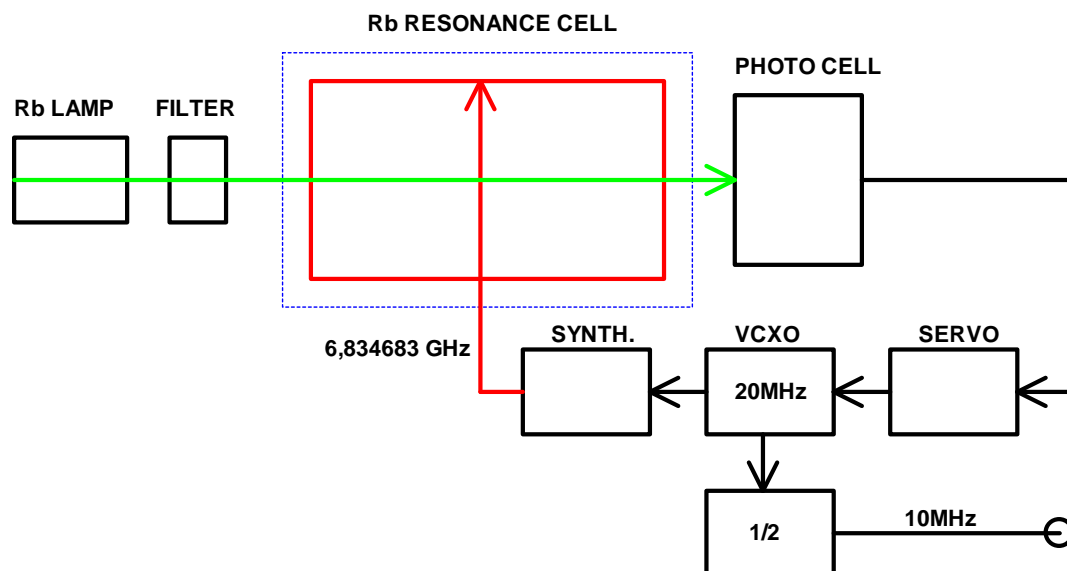 Rb RESONANCE CELL
PHOTO CELL
Rb LAMP
FILTER
6,834683 GHz
SYNTH.
VCXO
SERVO
20MHz
1/2
10MHz